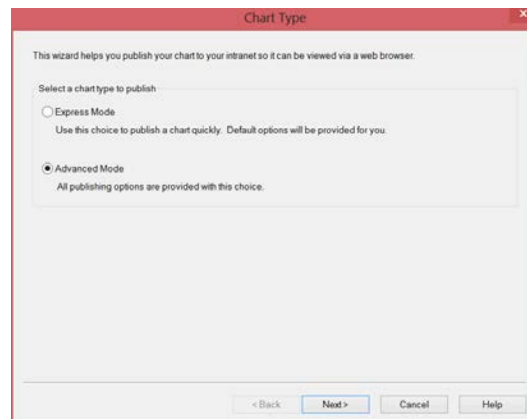 Chart Type
This wizard helps you publish your chart to your intranet so it can be viewed via a web browser.
Select a chart type to publish
Express Mode
Use this choice to publish a chart quickly. Default options will be provided for you.
Advanced Mode
All publishing options are provided with this choice.
< Back Next > Cancel Help